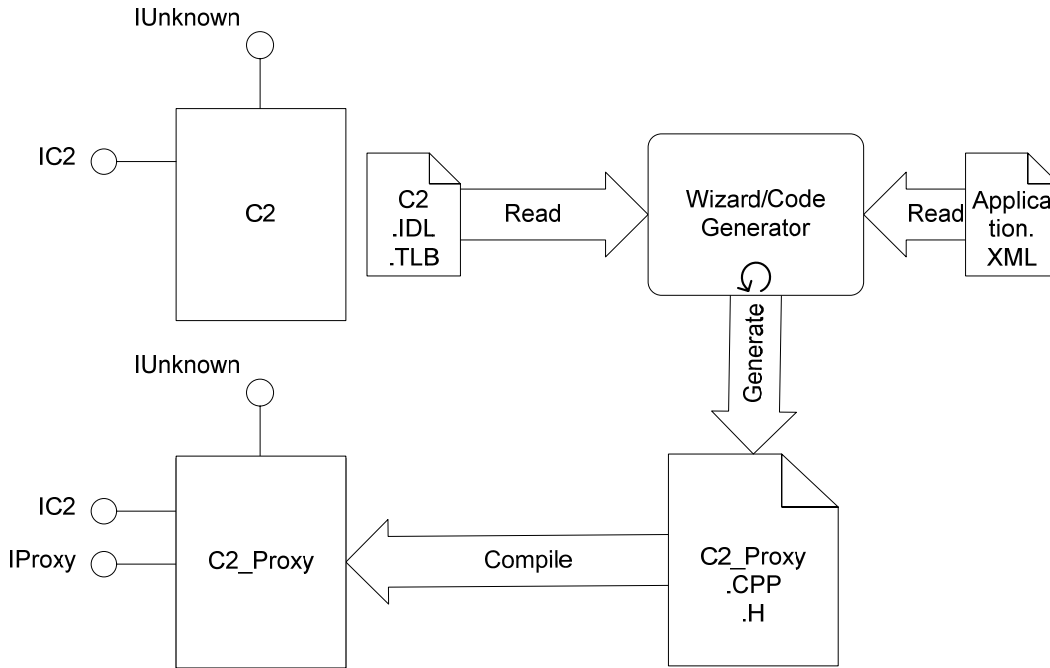 IUnknown
IC2
C2
C2
.IDL
.TLB
Read
Wizard/Code
Generator
Read
Applica
tion.
XML
Generate
IUnknown
IC2
IProxy
C2_Proxy
Compile
C2_Proxy
.CPP
.H